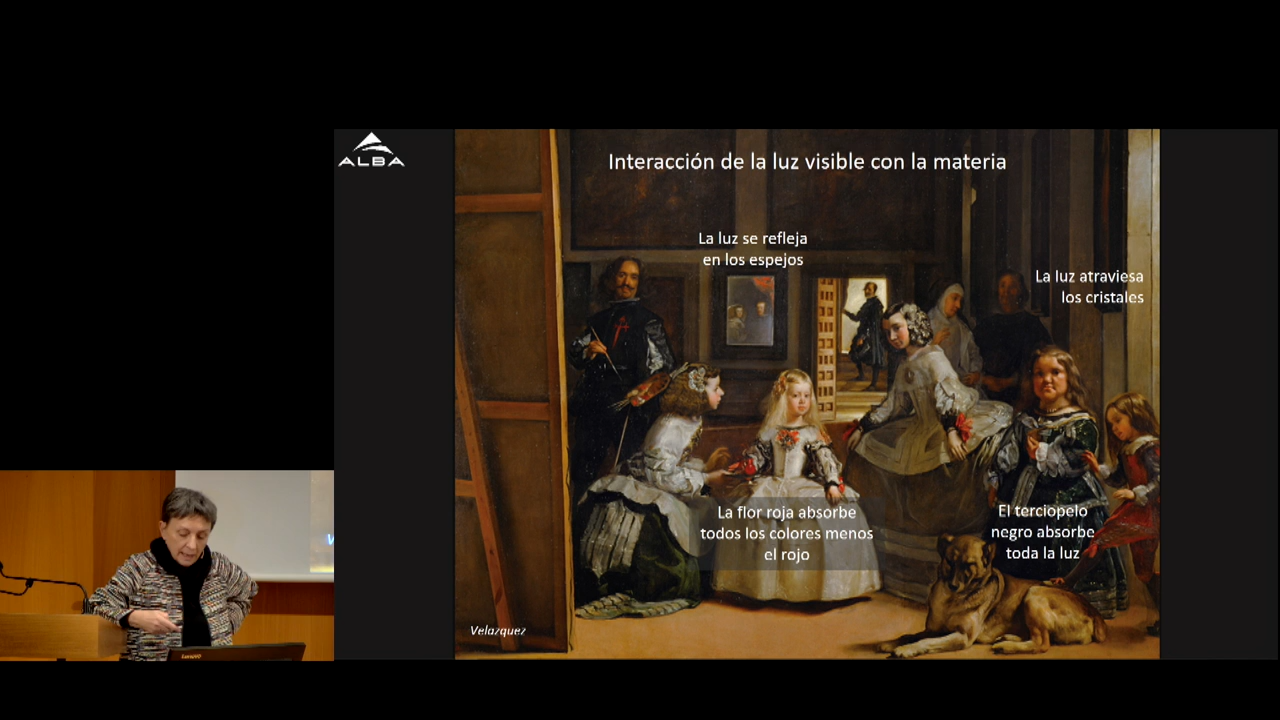 ALBA
Interacción de la luz visible con la materia
La luz se refleja
en los espejos
La luz atraviesa
los cristales
La flor roja absorbe
todos los colores menos
el rojo
El terciopelo
negro absorbe
toda la luz
Velazquez
Lenovo